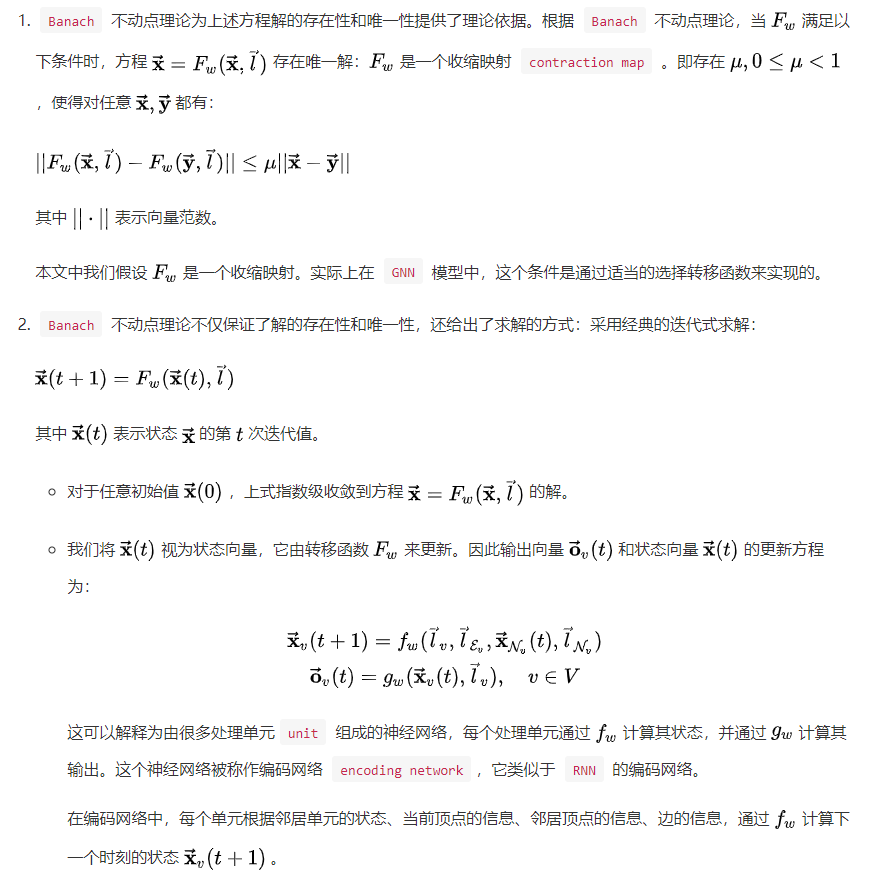 1. Banach 不动点理论为上述方程解的存在性和唯一性提供了理论依据。根据 Banach 不动点理论，当 $F_w$ 满足以
下条件时，方程 $\vec{\mathbf{x}} = F_w(\vec{\mathbf{x}}, \vec{l})$ 存在唯一解：$F_w$ 是一个收缩映射 contraction map 。即存在 $\mu, 0 \le \mu < 1$
，使得对任意 $\vec{\mathbf{x}}, \vec{\mathbf{y}}$ 都有：
$||F_w(\vec{\mathbf{x}}, \vec{l}) - F_w(\vec{\mathbf{y}}, \vec{l})|| \le \mu||\vec{\mathbf{x}} - \vec{\mathbf{y}}||$
其中 $||\cdot||$ 表示向量范数。
本文中我们假设 $F_w$ 是一个收缩映射。实际上在 GNN 模型中，这个条件是通过适当的选择转移函数来实现的。
2. Banach 不动点理论不仅保证了解的存在性和唯一性，还给出了求解的方式：采用经典的迭代式求解：
$\vec{\mathbf{x}}(t+1) = F_w(\vec{\mathbf{x}}(t), \vec{l})$
其中 $\vec{\mathbf{x}}(t)$ 表示状态 $\vec{\mathbf{x}}$ 的第 $t$ 次迭代值。
○ 对于任意初始值 $\vec{\mathbf{x}}(0)$ ，上式指数级收敛到方程 $\vec{\mathbf{x}} = F_w(\vec{\mathbf{x}}, \vec{l})$ 的解。
○ 我们将 $\vec{\mathbf{x}}(t)$ 视为状态向量，它由转移函数 $F_w$ 来更新。因此输出向量 $\vec{\mathbf{o}}_v(t)$ 和状态向量 $\vec{\mathbf{x}}(t)$ 的更新方程
为：
$\vec{\mathbf{x}}_v(t+1) = f_w(\vec{l}_v, \vec{l}_{\mathcal{E}_v}, \vec{\mathbf{x}}_{\mathcal{N}_v}(t), \vec{l}_{\mathcal{N}_v})$
$\vec{\mathbf{o}}_v(t) = g_w(\vec{\mathbf{x}}_v(t), \vec{l}_v), \quad v \in V$
这可以解释为由很多处理单元 unit 组成的神经网络，每个处理单元通过 $f_w$ 计算其状态，并通过 $g_w$ 计算其
输出。这个神经网络被称作编码网络 encoding network ，它类似于 RNN 的编码网络。
在编码网络中，每个单元根据邻居单元的状态、当前顶点的信息、邻居顶点的信息、边的信息，通过 $f_w$ 计算下
一个时刻的状态 $\vec{\mathbf{x}}_v(t+1)$ 。